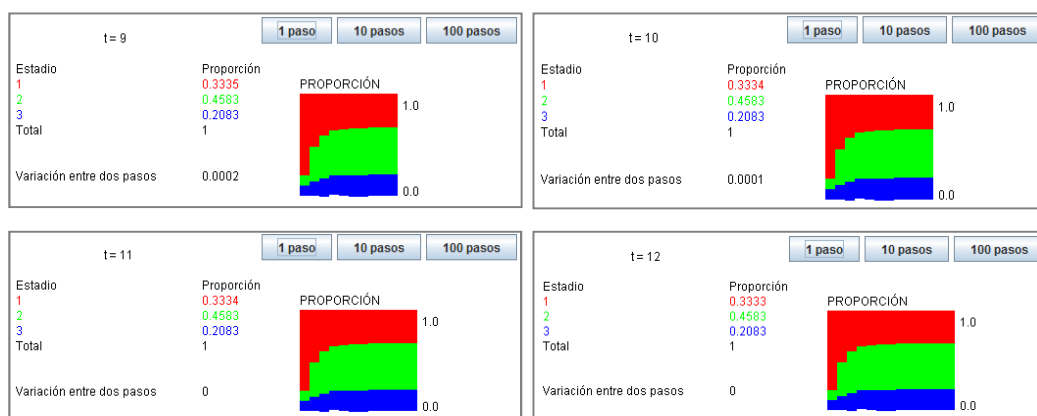 t= 9 1 paso 10 pasos 100 pasos
Estadio Proporción
1 0.3335 PROPORCIÓN
2 0.4583 1.0
3 0.2083
Total 1
Variación entre dos pasos 0.0002
0.0
t= 10 1 paso 10 pasos 100 pasos
Estadio Proporción
1 0.3334 PROPORCIÓN
2 0.4583 1.0
3 0.2083
Total 1
Variación entre dos pasos 0.0001
0.0
t= 11 1 paso 10 pasos 100 pasos
Estadio Proporción
1 0.3334 PROPORCIÓN
2 0.4583 1.0
3 0.2083
Total 1
Variación entre dos pasos 0
0.0
t= 12 1 paso 10 pasos 100 pasos
Estadio Proporción
1 0.3333 PROPORCIÓN
2 0.4583 1.0
3 0.2083
Total 1
Variación entre dos pasos 0
0.0